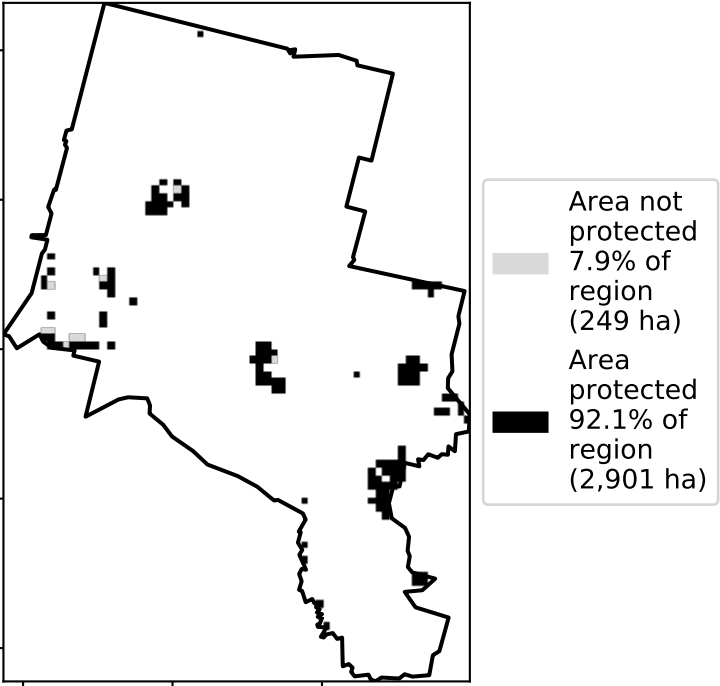 Area not
protected
7.9% of
region
(249 ha)
Area
protected
92.1% of
region
(2,901 ha)